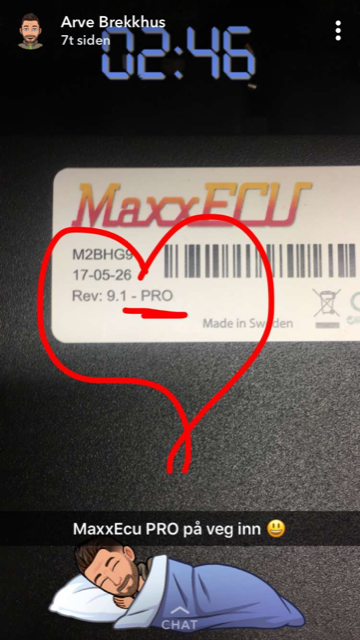 Arve Brekkhus
7t siden
02:46
MaxxECU
M2BHG9
17-05-26
Rev: 9.1 - PRO
Made in Sweden
MaxxEcu PRO på veg inn 😃
CHAT